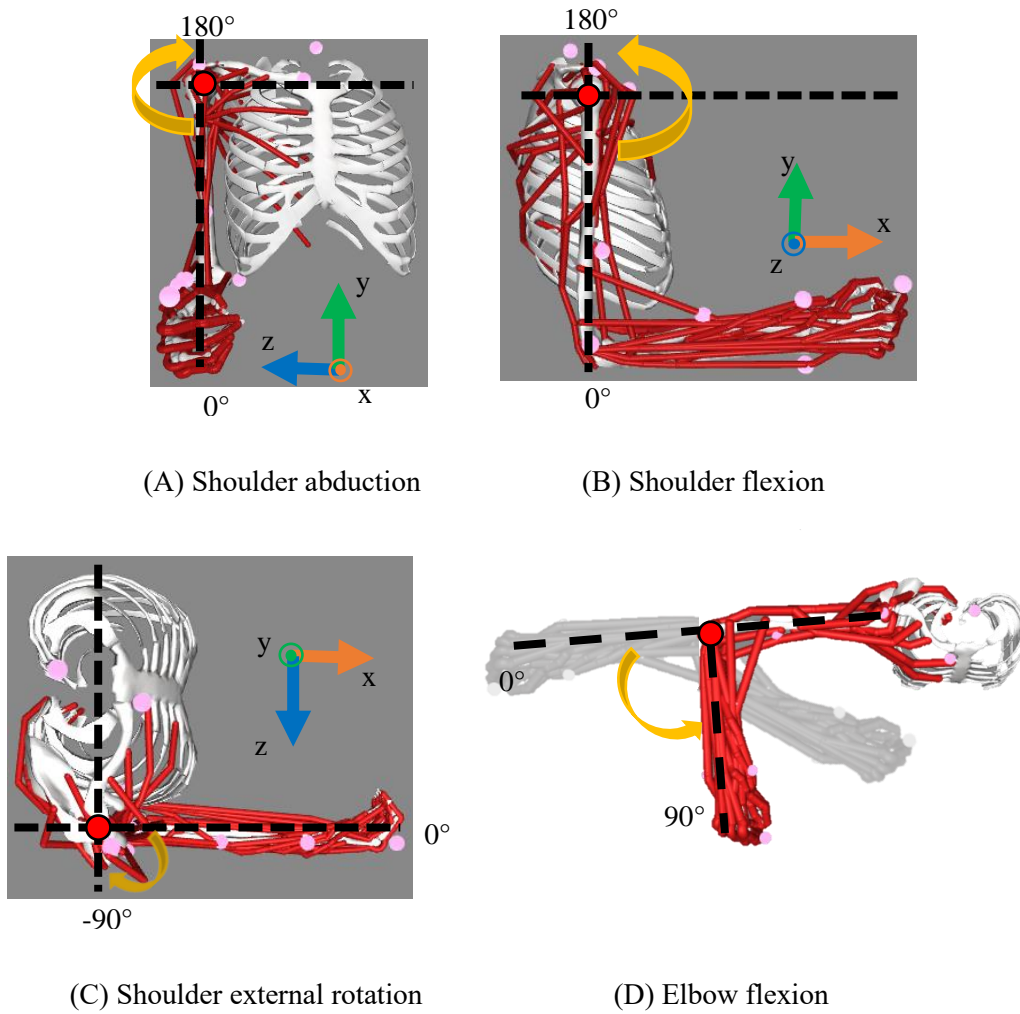 180°
180°
y
z
x
0°
y
x
z
0°
(A) Shoulder abduction
(B) Shoulder flexion
y
x
z
0°
-90°
0°
90°
(C) Shoulder external rotation
(D) Elbow flexion